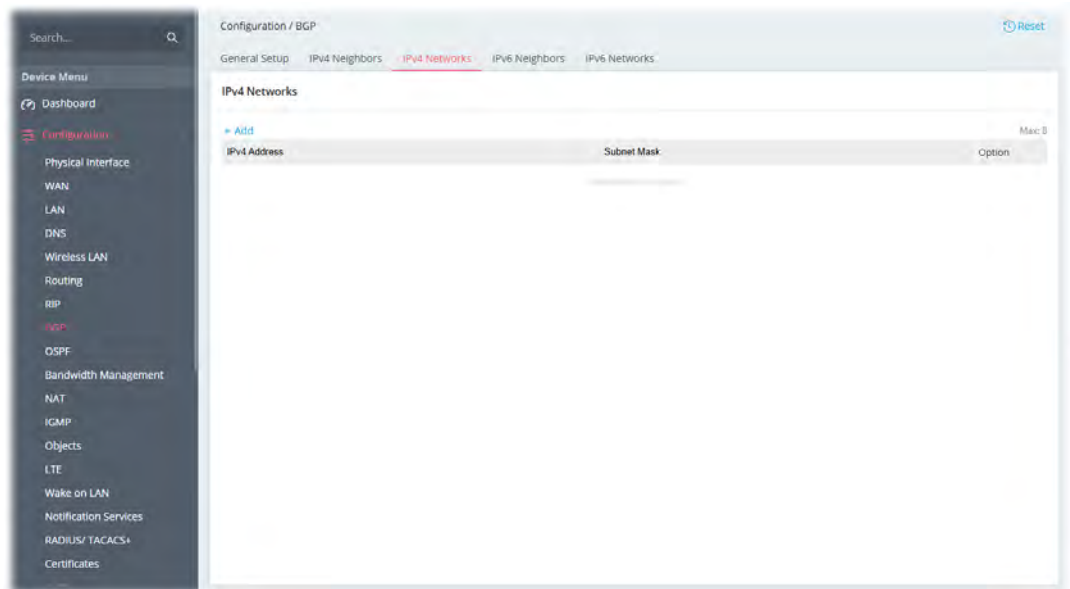 Search...
Device Menu
Dashboard
Configuration
Physical Interface
WAN
LAN
DNS
Wireless LAN
Routing
RIP
BGP
OSPF
Bandwidth Management
NAT
IGMP
Objects
LTE
Wake on LAN
Notification Services
RADIUS/ TACACS+
Certificates
Configuration / BGP
Reset
General Setup IPv4 Neighbors IPv4 Networks IPv6 Neighbors IPv6 Networks
IPv4 Networks
+ Add
Max: 8
IPv4 Address Subnet Mask Option